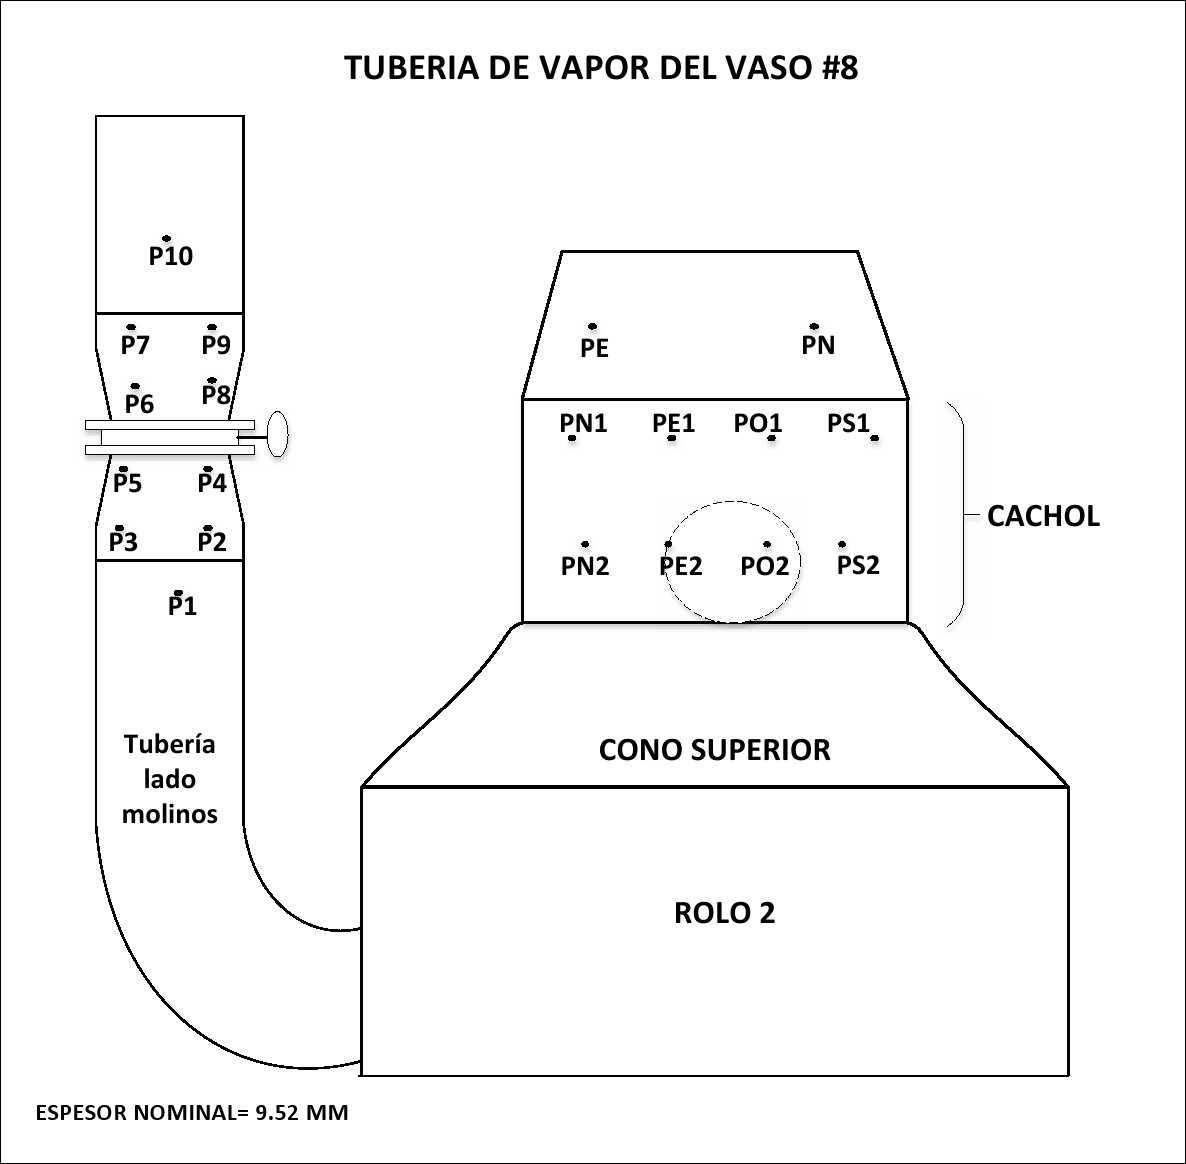 TUBERIA DE VAPOR DEL VASO #8
P10
P7 P9
P6 P8
P5 P4
P3 P2
P1
Tubería
lado
molinos
PE PN
PN1 PE1 PO1 PS1
PN2 PE2 PO2 PS2
CACHOL
CONO SUPERIOR
ROLO 2
ESPESOR NOMINAL= 9.52 MM